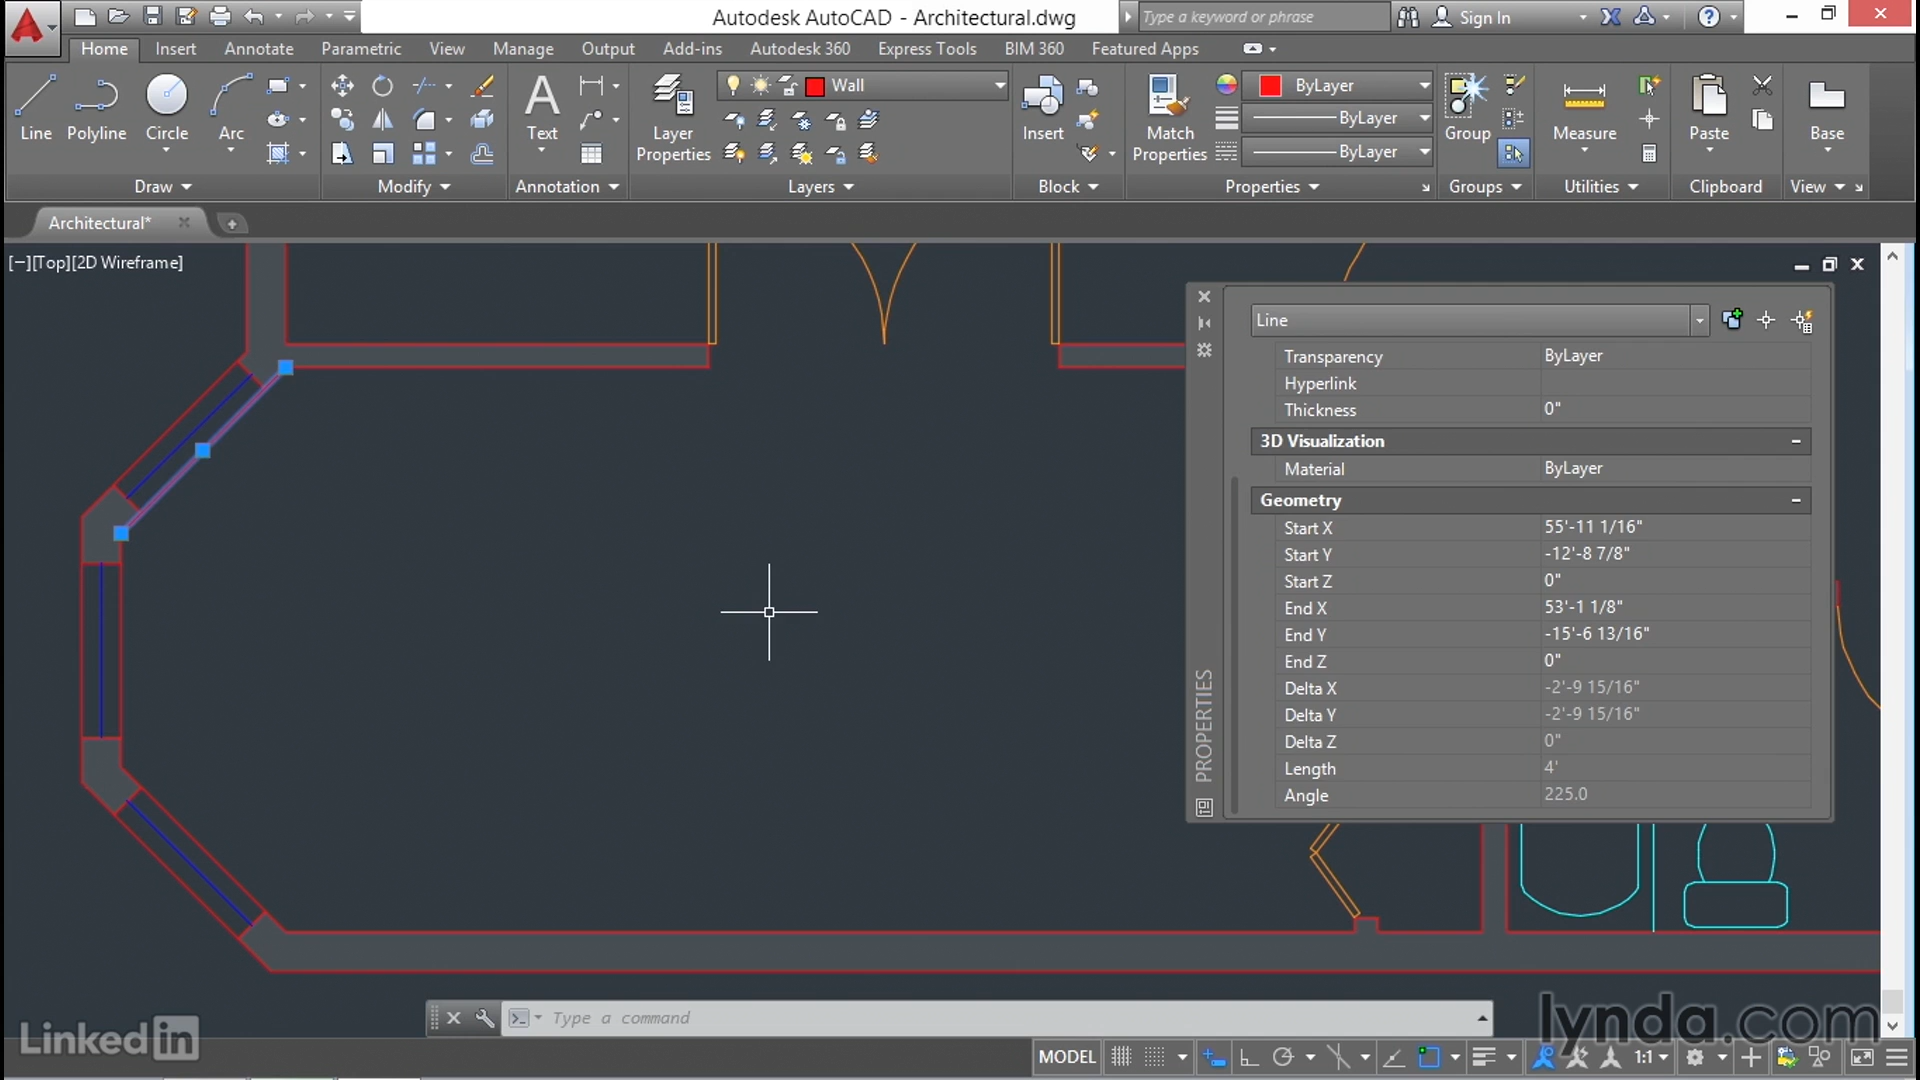 Autodesk AutoCAD - Architectural.dwg
Type a keyword or phrase
Sign In
Home
Insert
Annotate
Parametric
View
Manage
Output
Add-ins
Autodesk 360
Express Tools
BIM 360
Featured Apps
Line
Polyline
Circle
Arc
Text
Layer
Properties
Wall
Insert
Match
Properties
ByLayer
ByLayer
ByLayer
Group
Measure
Paste
Base
Draw
Modify
Annotation
Layers
Block
Properties
Groups
Utilities
Clipboard
View
Architectural*
[−][Top][2D Wireframe]
Line
Transparency ByLayer
Hyperlink
Thickness 0"
3D Visualization
Material ByLayer
Geometry
Start X 55'-11 1/16"
Start Y -12'-8 7/8"
Start Z 0"
End X 53'-1 1/8"
End Y -15'-6 13/16"
End Z 0"
Delta X -2'-9 15/16"
Delta Y -2'-9 15/16"
Delta Z 0"
Length 4'
Angle 225.0
PROPERTIES
Type a command
LinkedIn
lynda.com
MODEL
1:1